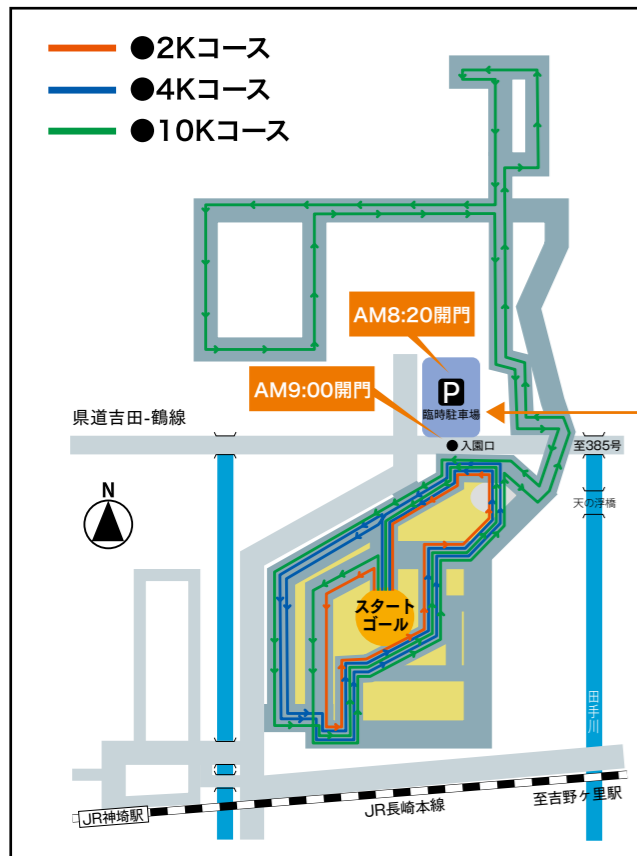 ●2Kコース
●4Kコース
●10Kコース
AM8:20開門
AM9:00開門
P
臨時駐車場
県道吉田-鶴線
●入園口
至385号
N
天の浮橋
スタート
ゴール
田手川
JR神埼駅
JR長崎本線
至吉野ヶ里駅